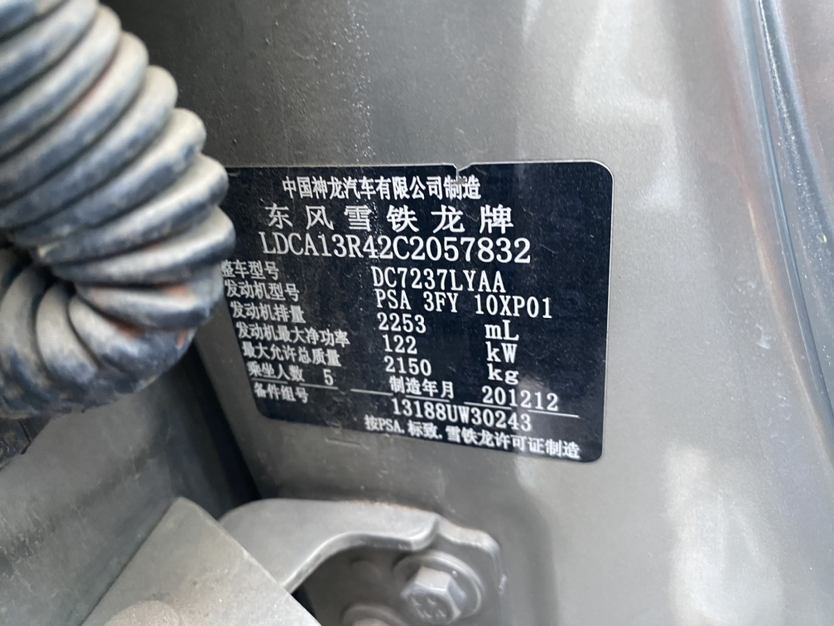 中国神龙汽车有限公司制造
东风雪铁龙牌
LDCA13R42C2057832
整车型号 DC7237LYAA
发动机型号 PSA 3FY 10XP01
发动机排量 2253 mL
发动机最大净功率 122 kW
最大允许总质量 2150 kg
乘坐人数 5 制造年月 201212
备件组号 13188UW30243
按PSA.标致.雪铁龙许可证制造